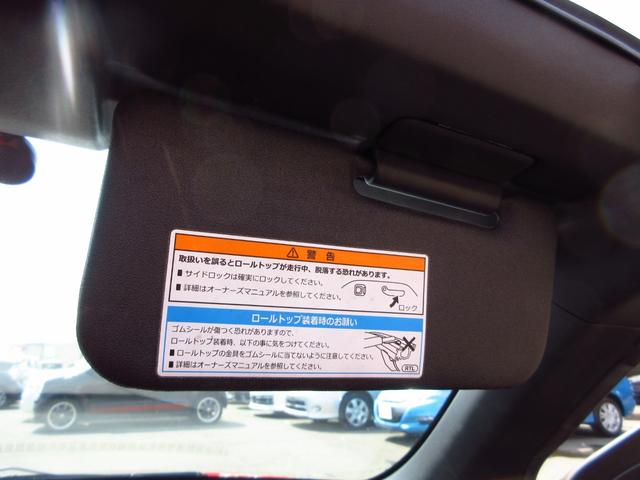 ⚠ 警告
取扱いを誤るとロールトップが走行中、脱落する恐れがあります。
■ サイドロックは確実にロックしてください。
■ 詳細はオーナーズマニュアルを参照してください。
ロック
ロールトップ装着時のお願い
ゴムシールが傷つく恐れがありますので、
ロールトップ装着時、以下の事に気をつけてください。
■ ロールトップの金具をゴムシールに当てないように注意してください。
■ 詳細はオーナーズマニュアルを参照してください。
RTL